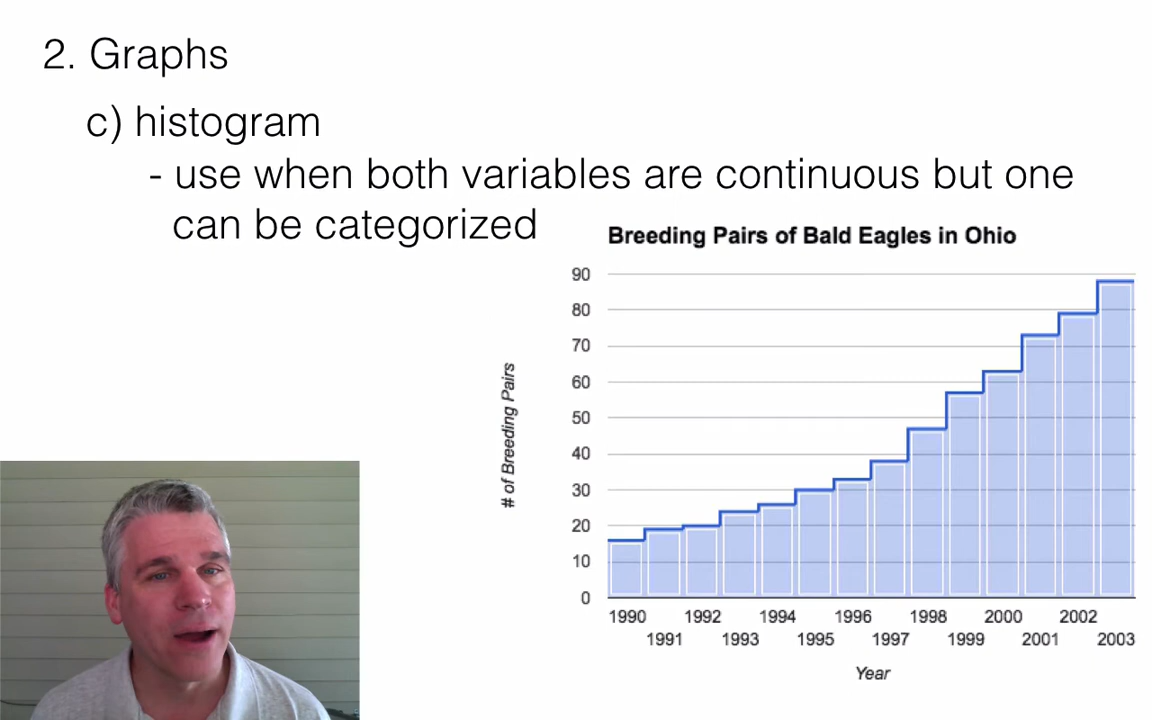 2. Graphs
c) histogram
- use when both variables are continuous but one
can be categorized
Breeding Pairs of Bald Eagles in Ohio
# of Breeding Pairs
90
80
70
60
50
40
30
20
10
0
1990 1992 1994 1996 1998 2000 2002
1991 1993 1995 1997 1999 2001 2003
Year